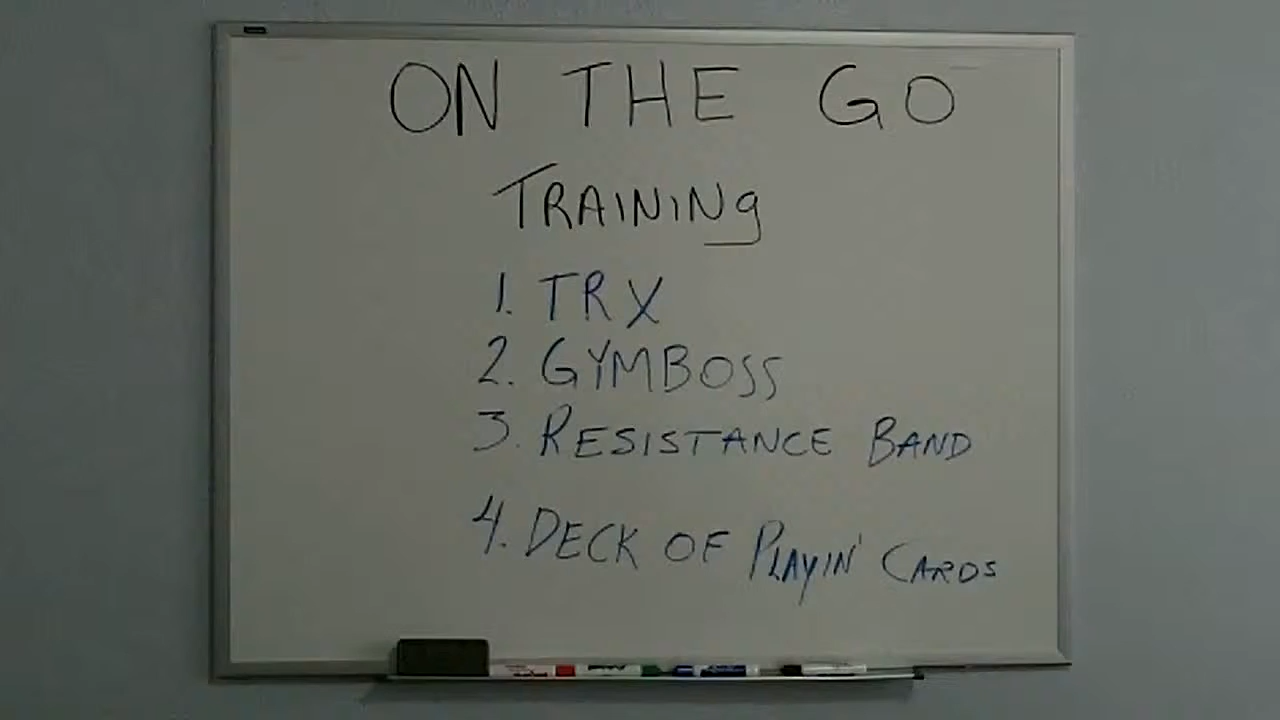 ON THE GO
TRAINING
1. TRX
2. GYMBOSS
3. RESISTANCE BAND
4. DECK OF PLAYIN' CARDS